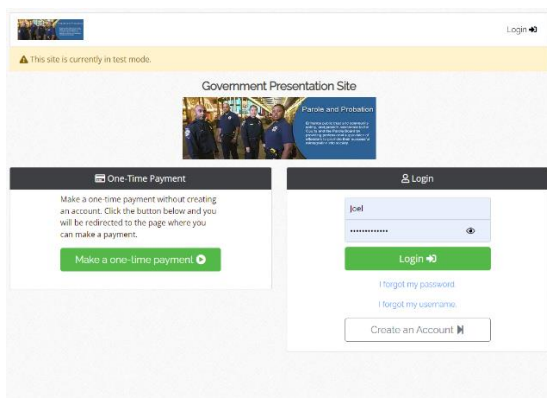 Login
This site is currently in test mode.
Government Presentation Site
Parole and Probation
One-Time Payment
Make a one-time payment without creating
an account. Click the button below and you
will be redirected to the page where you
can make a payment.
Make a one-time payment
Login
Joel
Login
I forgot my password.
I forgot my username.
Create an Account